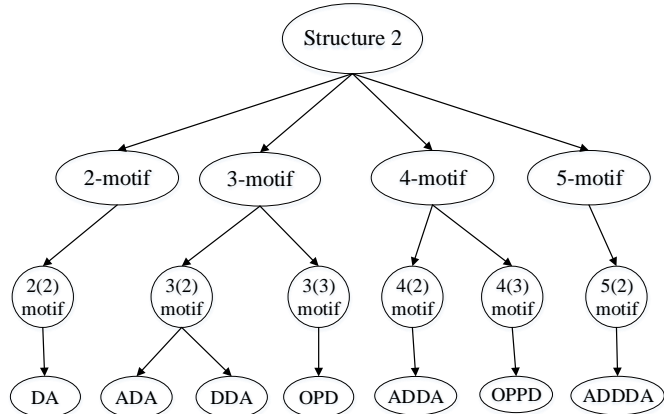 Structure 2
2-motif
3-motif
4-motif
5-motif
2(2)
motif
3(2)
motif
3(3)
motif
4(2)
motif
4(3)
motif
5(2)
motif
DA
ADA
DDA
OPD
ADDA
OPPD
ADDDA